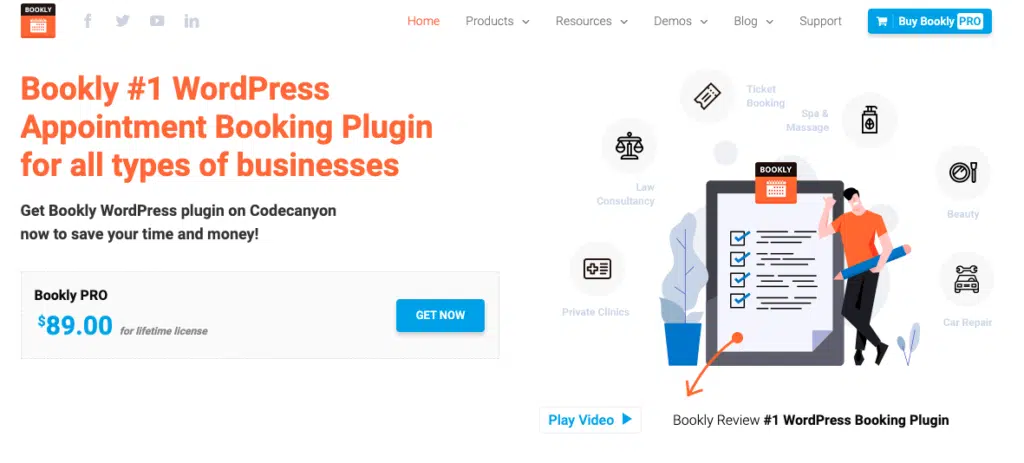 BOOKLY
Home Products Resources Demos Blog Support Buy Bookly PRO
Bookly #1 WordPress
Appointment Booking Plugin
for all types of businesses
Get Bookly WordPress plugin on Codecanyon
now to save your time and money!
Bookly PRO
$89.00 for lifetime license
GET NOW
Ticket
Booking
Spa &
Massage
Law
Consultancy
BOOKLY
Beauty
Private Clinics
Car Repair
Play Video
Bookly Review #1 WordPress Booking Plugin